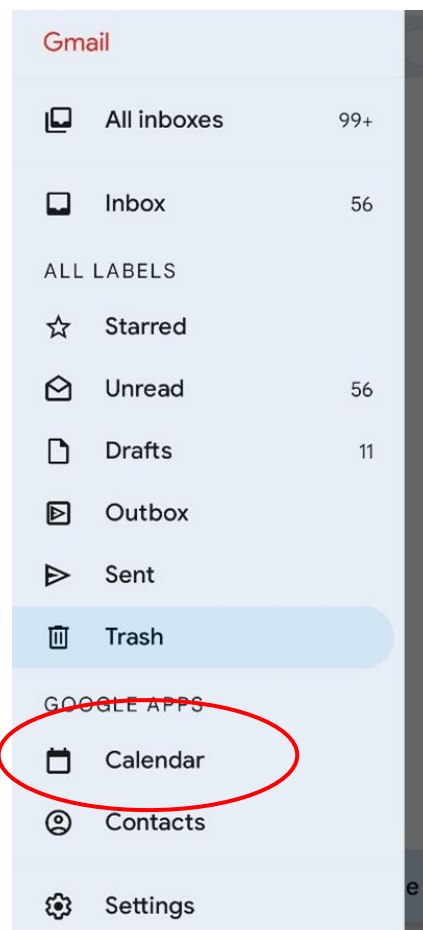 Gmail
All inboxes 99+
Inbox 56
ALL LABELS
Starred
Unread 56
Drafts 11
Outbox
Sent
Trash
GOOGLE APPS
Calendar
Contacts
Settings
e